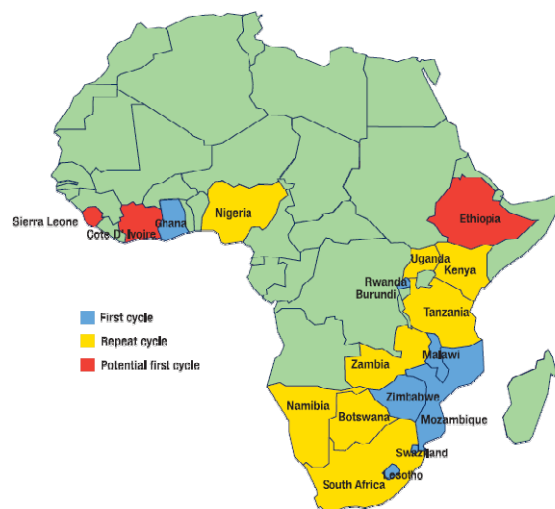 Nigeria
Sierra Leone
Cote D' Ivoire
Ghana
Ethiopia
Uganda
Kenya
Rwanda
Burundi
Tanzania
First cycle
Repeat cycle
Potential first cycle
Malawi
Zambia
Zimbabwe
Namibia
Botswana
Mozambique
Swaziland
South Africa
Lesotho